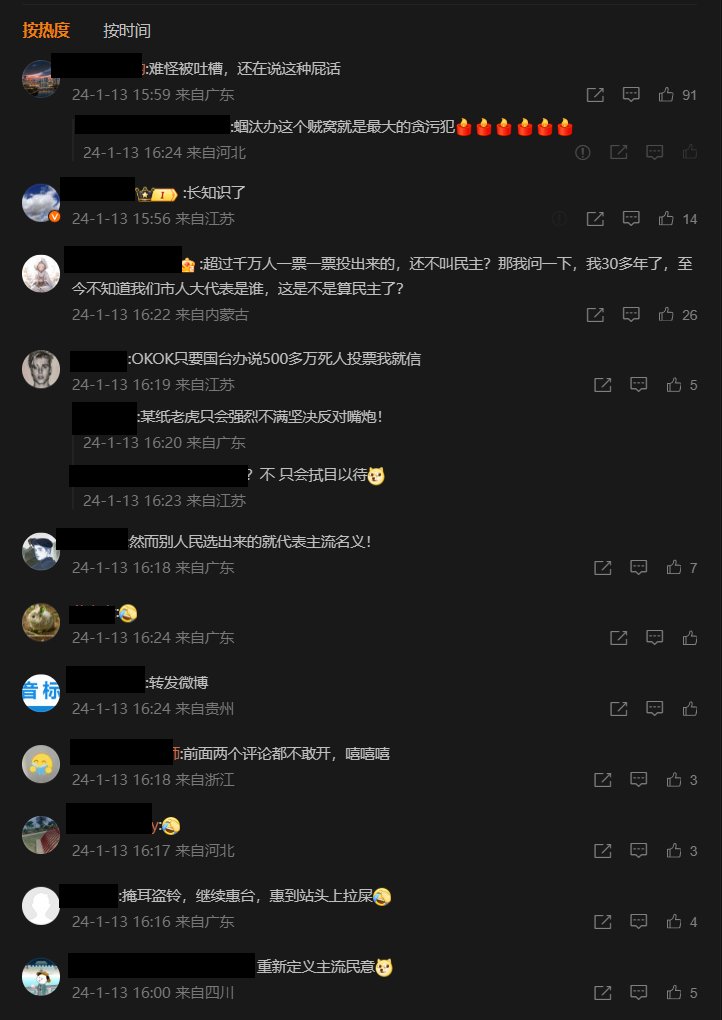 按热度 按时间
:难怪被吐槽，还在说这种屁话
24-1-13 15:59 来自广东
91
:蝈汰办这个贼窝就是最大的贪污犯
24-1-13 16:24 来自河北
I :长知识了
24-1-13 15:56 来自江苏
14
:超过千万人一票一票投出来的，还不叫民主？那我问一下，我30多年了，至
今不知道我们市人大代表是谁，这是不是算民主了？
24-1-13 16:22 来自内蒙古
26
:OKOK只要国台办说500多万死人投票我就信
24-1-13 16:19 来自江苏
5
:某纸老虎只会强烈不满坚决反对嘴炮！
24-1-13 16:20 来自广东
？不 只会拭目以待
24-1-13 16:23 来自江苏
:然而别人民选出来的就代表主流名义！
24-1-13 16:18 来自广东
7
:
24-1-13 16:24 来自广东
音标
:转发微博
24-1-13 16:24 来自贵州
师:前面两个评论都不敢开，嘻嘻嘻
24-1-13 16:18 来自浙江
3
y:
24-1-13 16:17 来自河北
3
:掩耳盗铃，继续惠台，惠到站头上拉屎
24-1-13 16:16 来自广东
4
重新定义主流民意
24-1-13 16:00 来自四川
5